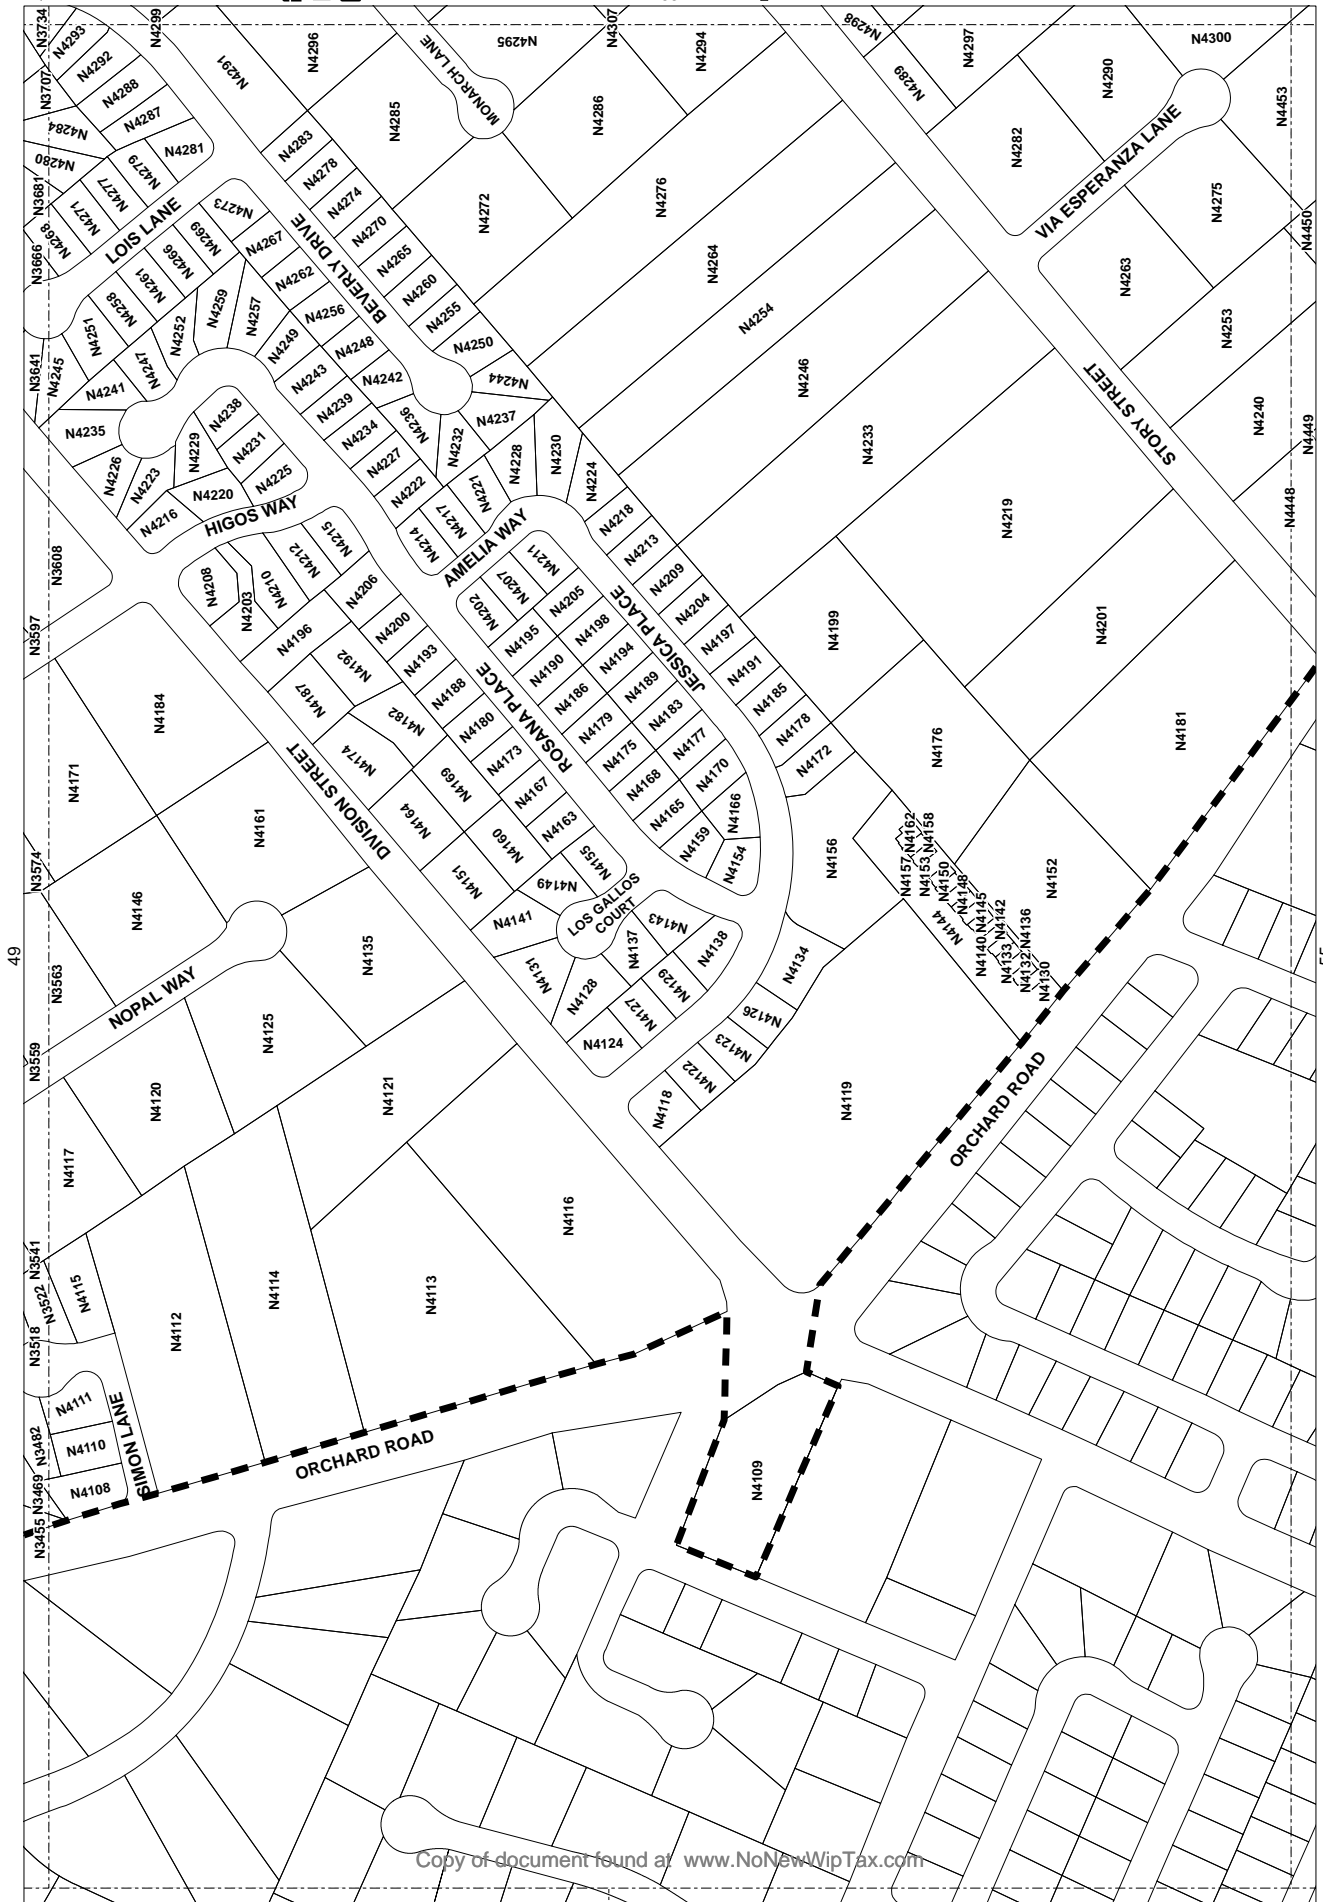 N3734
N4293
N4299
N4296
N4295
N4307
N4294
N4298
N4297
N4300
N4292
N4291
MONARCH LANE
N4289
N4290
N3707
N4288
N4287
N4285
N4286
N4453
N4284
N4283
N4282
N4280
N4279
N4281
N4278
N4277
N4276
N4275
N4274
VIA ESPERANZA LANE
N3681
N4271
N4273
N4272
N4270
N4450
LOIS LANE
N4268
N4269
N4267
N4266
N4265
N4264
N4263
N3666
BEVERLY DRIVE
N4262
N4261
N4260
N4259
N4258
N4257
N4256
N4255
N4254
N4253
N4252
N4251
N4250
N4249
N4248
N4247
N4246
N3641
N4245
N4244
N4243
N4242
N4241
N4240
N4239
N4238
N4237
N4236
N4235
N4234
N4233
N4232
STORY STREET
N4449
N4231
N4230
N4229
N4228
N4227
N4226
N4225
N4224
N4223
N4222
N4221
N4220
N4219
N4448
N4218
N4217
N4216
HIGOS WAY
N4215
N4214
AMELIA WAY
N4213
N4212
N4211
N4210
N4209
N4208
N3608
N4207
N4206
N4205
N4204
N4203
N4202
N4201
N4200
N4199
N3597
N4198
N4197
N4196
N4195
N4194
N4193
N4192
JESSICA PLACE
N4191
N4190
N4189
N4188
N4187
N4186
N4185
N4184
N4183
N4182
N4181
N4180
N4179
N4178
N4177
N4176
N4175
N4174
N4173
N4172
N4171
ROSANA PLACE
N4170
N4169
N4168
N4167
N4166
N4165
N4164
N4163
N4162
N4161
N4160
N4159
N4158
DIVISION STREET
N3574
N4157
N4156
N4155
N4154
N4153
N4152
N4151
N4150
N4149
N4148
N4146
N4145
N4144
N4143
N4142
N4141
N4140
LOS GALLOS
COURT
N4138
N4137
N4136
N4135
N4134
N4133
N4132
N4131
N4130
49
N3563
NOPAL WAY
N4129
N4128
N4127
N4126
N4125
N4124
N4123
N4122
N4121
N4120
N4119
N4118
N3559
ORCHARD ROAD
N4117
N4116
N3541
N4115
N3522
N4114
N4113
N4112
N3518
N4111
SIMON LANE
N4110
N3482
ORCHARD ROAD
N4109
N4108
N3469
N3455
Copy of document found at www.NoNewWipTax.com